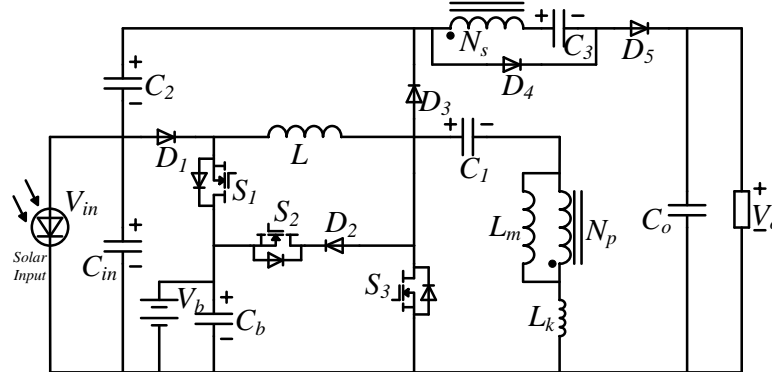 + −
N_s C_3 D_5
+
C_2
−
D_4
D_3
+ −
D_1 L C_1
V_in
S_1
S_2
D_2
L_m N_p
C_o
+
V
−
Solar
Input
+
C_in
−
V_b
+
C_b
−
S_3
L_k